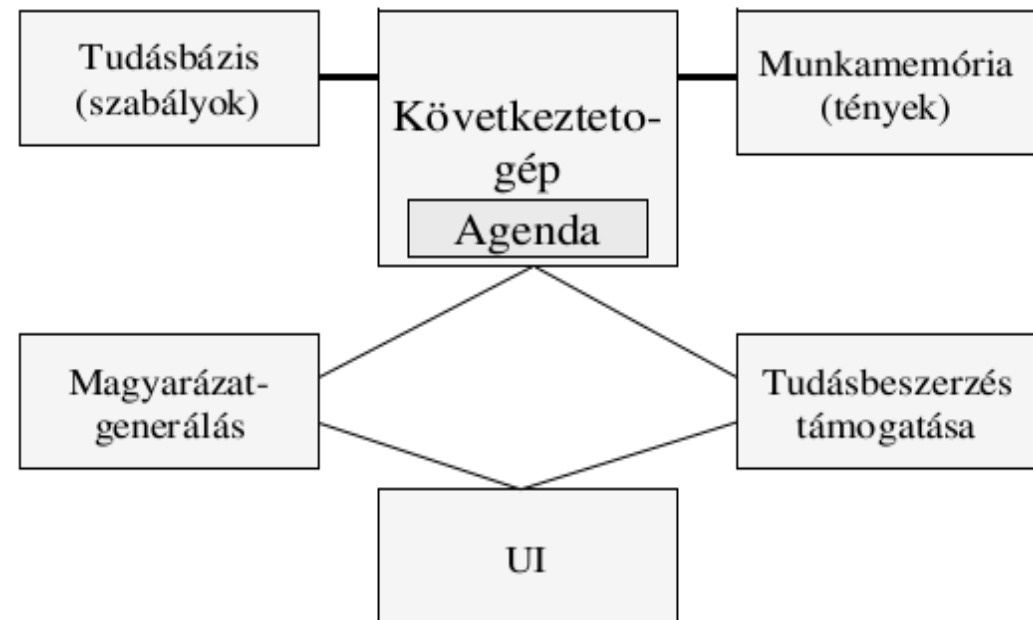 Tudásbázis
(szabályok)
Következteto-
gép
Agenda
Munkamemória
(tények)
Magyarázat-
generálás
Tudásbeszerzés
támogatása
UI